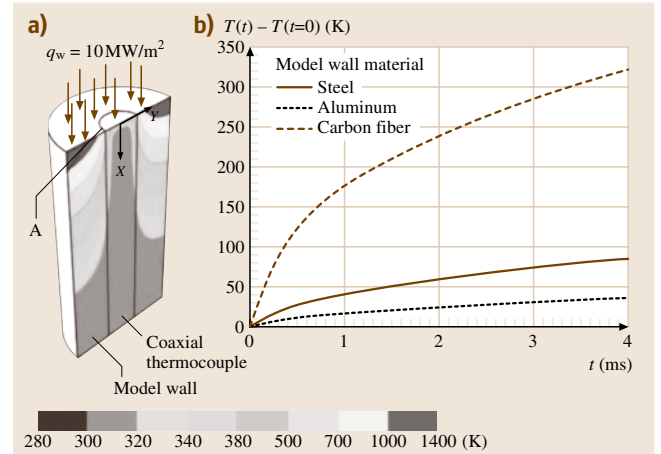 a)
q_w = 10 MW/m²
Y
X
A
Coaxial
thermocouple
Model wall
b) T(t) – T(t=0) (K)
350
300
250
200
150
100
50
0
Model wall material
Steel
Aluminum
Carbon fiber
0 1 2 3 4
t (ms)
280 300 320 340 380 500 700 1000 1400 (K)